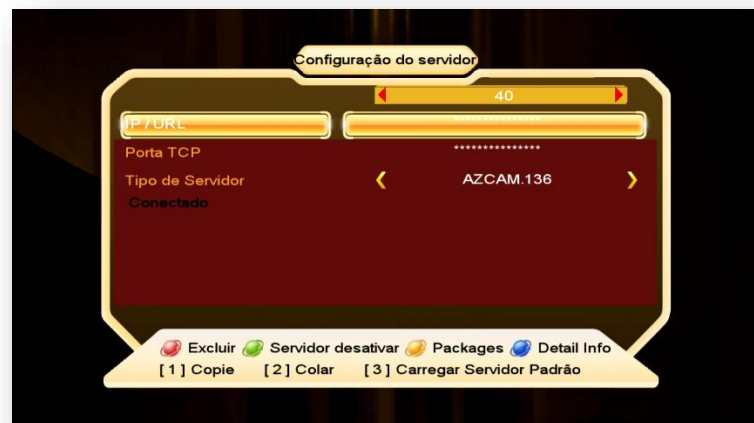 Configuração do servidor
40
IP / URL ***************
Porta TCP ***************
Tipo de Servidor AZCAM.136
Conectado
Excluir Servidor desativar Packages Detail Info
[ 1 ] Copie [ 2 ] Colar [ 3 ] Carregar Servidor Padrão